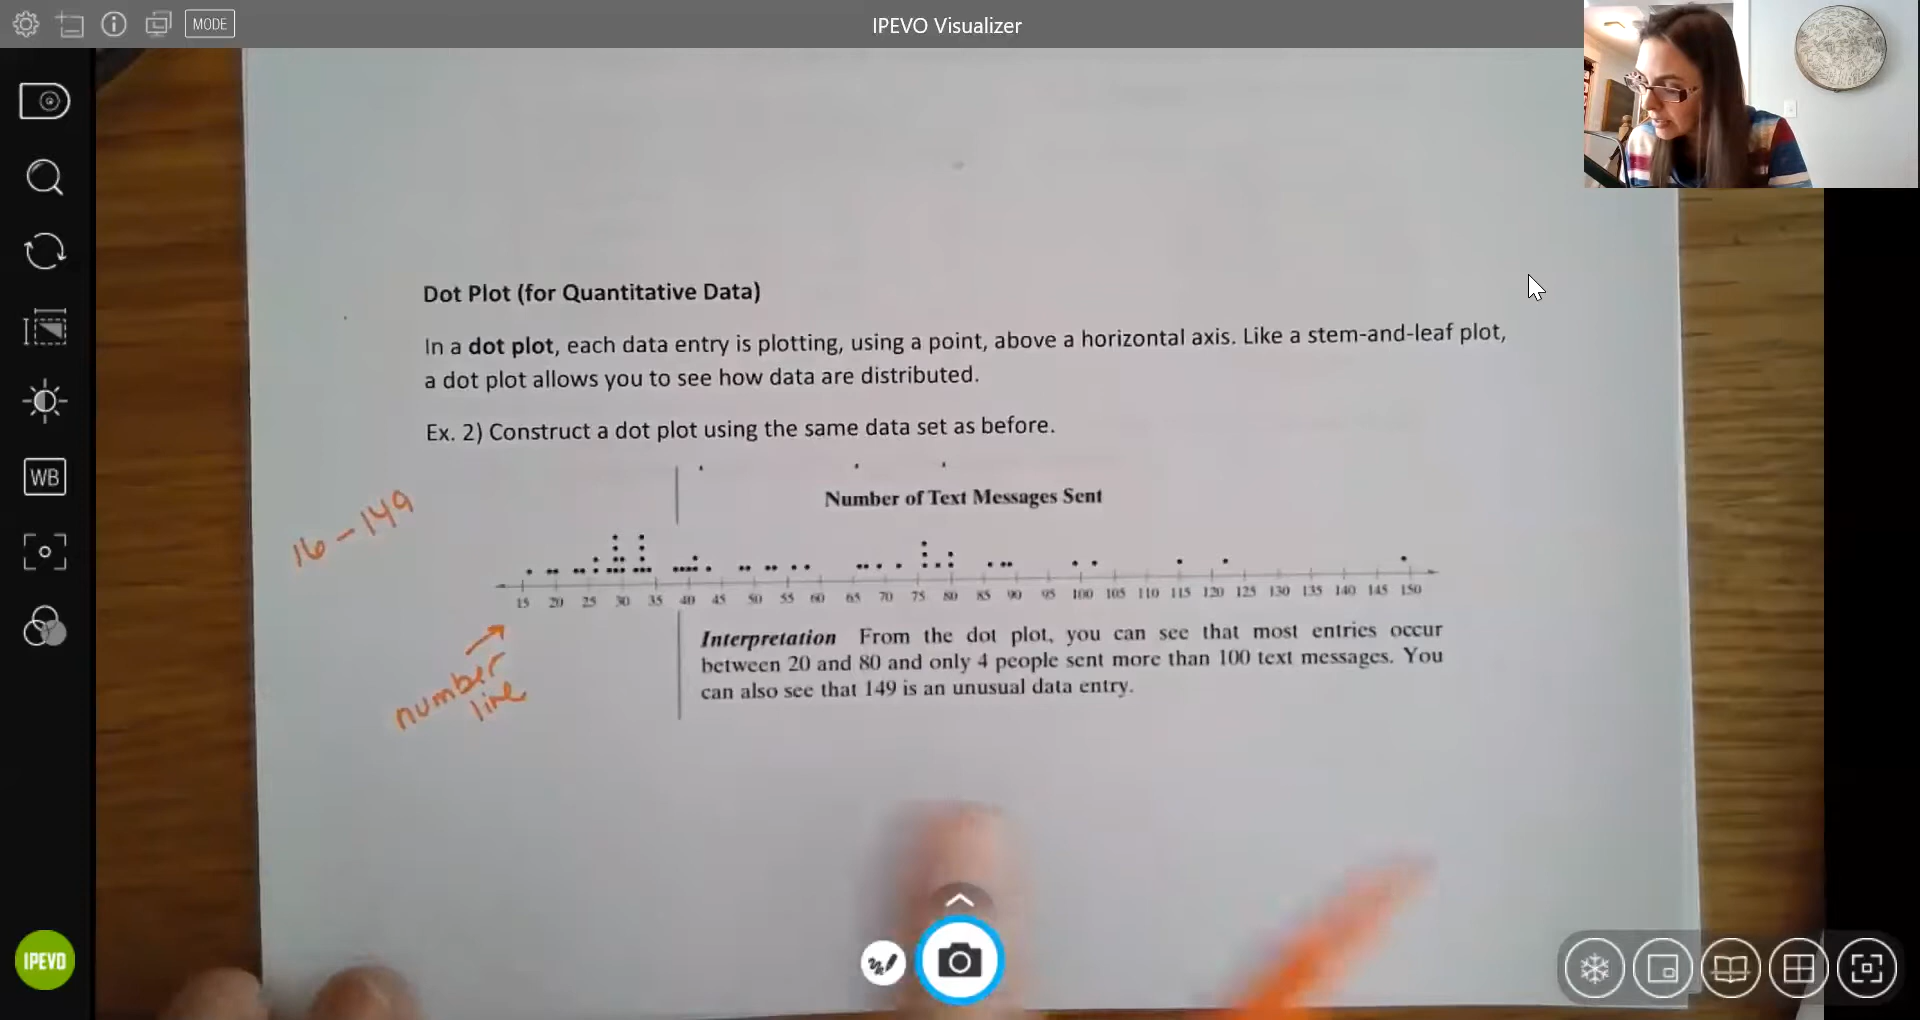 IPEVO Visualizer
MODE
WB
IPEVO
Dot Plot (for Quantitative Data)
In a dot plot, each data entry is plotting, using a point, above a horizontal axis. Like a stem-and-leaf plot,
a dot plot allows you to see how data are distributed.
Ex. 2) Construct a dot plot using the same data set as before.
16 - 149
Number of Text Messages Sent
15 20 25 30 35 40 45 50 55 60 65 70 75 80 85 90 95 100 105 110 115 120 125 130 135 140 145 150
number
line
Interpretation From the dot plot, you can see that most entries occur
between 20 and 80 and only 4 people sent more than 100 text messages. You
can also see that 149 is an unusual data entry.